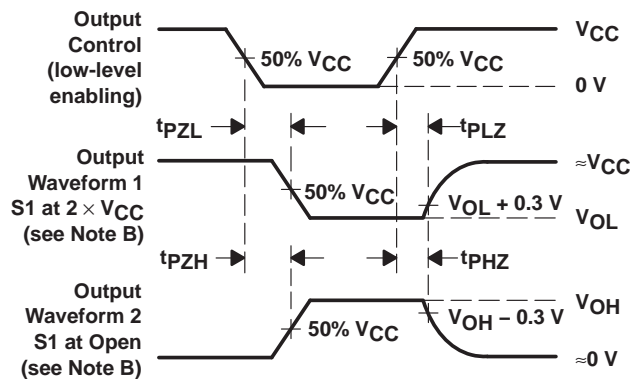 Output
Control
(low-level
enabling)
50% VCC
50% VCC
VCC
0 V
tPZL
tPLZ
Output
Waveform 1
S1 at 2 × VCC
(see Note B)
50% VCC
VOL + 0.3 V
≈VCC
VOL
tPZH
tPHZ
Output
Waveform 2
S1 at Open
(see Note B)
50% VCC
VOH − 0.3 V
VOH
≈0 V